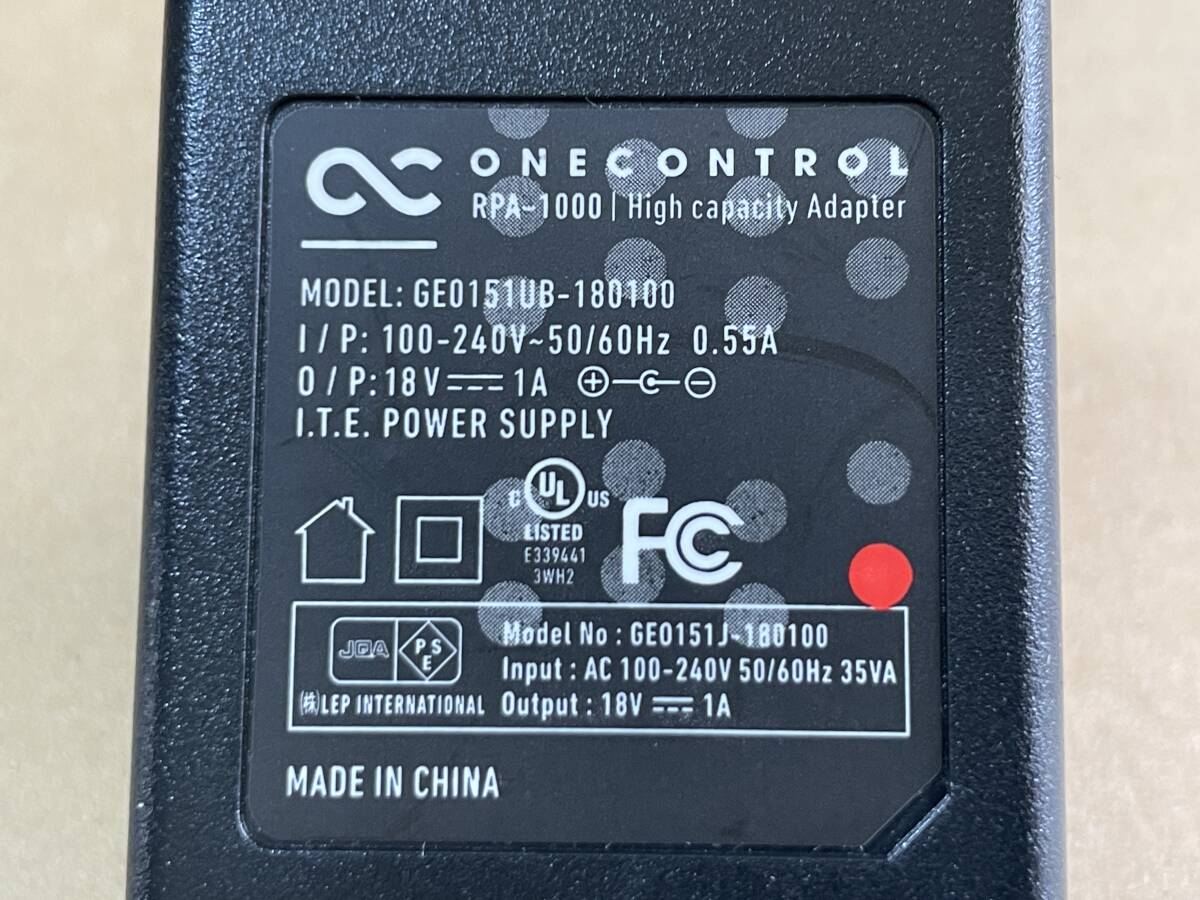 ONECONTROL
RPA-1000 | High capacity Adapter
MODEL: GE0151UB-180100
I / P: 100-240V~50/60Hz 0.55A
O / P: 18V⎓1A
I.T.E. POWER SUPPLY
C UL US
LISTED
E339441
3WH2
FC
JQA PSE
Model No : GEO151J-180100
Input : AC 100-240V 50/60Hz 35VA
㈱LEP INTERNATIONAL Output : 18V ⎓ 1A
MADE IN CHINA